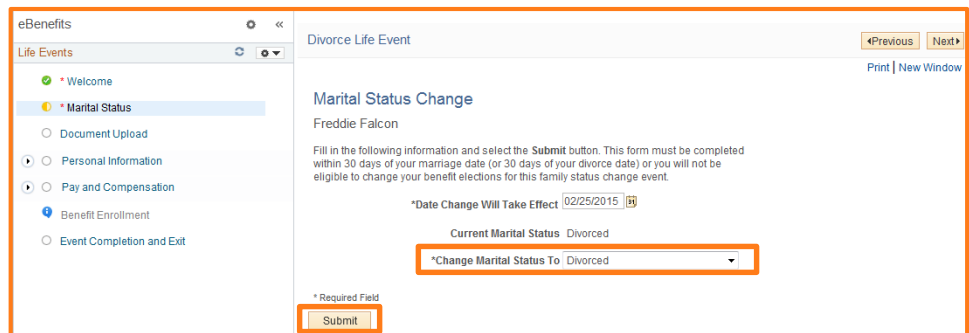 eBenefits
Life Events
* Welcome
* Marital Status
Document Upload
Personal Information
Pay and Compensation
Benefit Enrollment
Event Completion and Exit
Divorce Life Event
Previous Next
Print | New Window
Marital Status Change
Freddie Falcon
Fill in the following information and select the Submit button. This form must be completed
within 30 days of your marriage date (or 30 days of your divorce date) or you will not be
eligible to change your benefit elections for this family status change event.
*Date Change Will Take Effect 02/25/2015 31
Current Marital Status Divorced
*Change Marital Status To Divorced
* Required Field
Submit